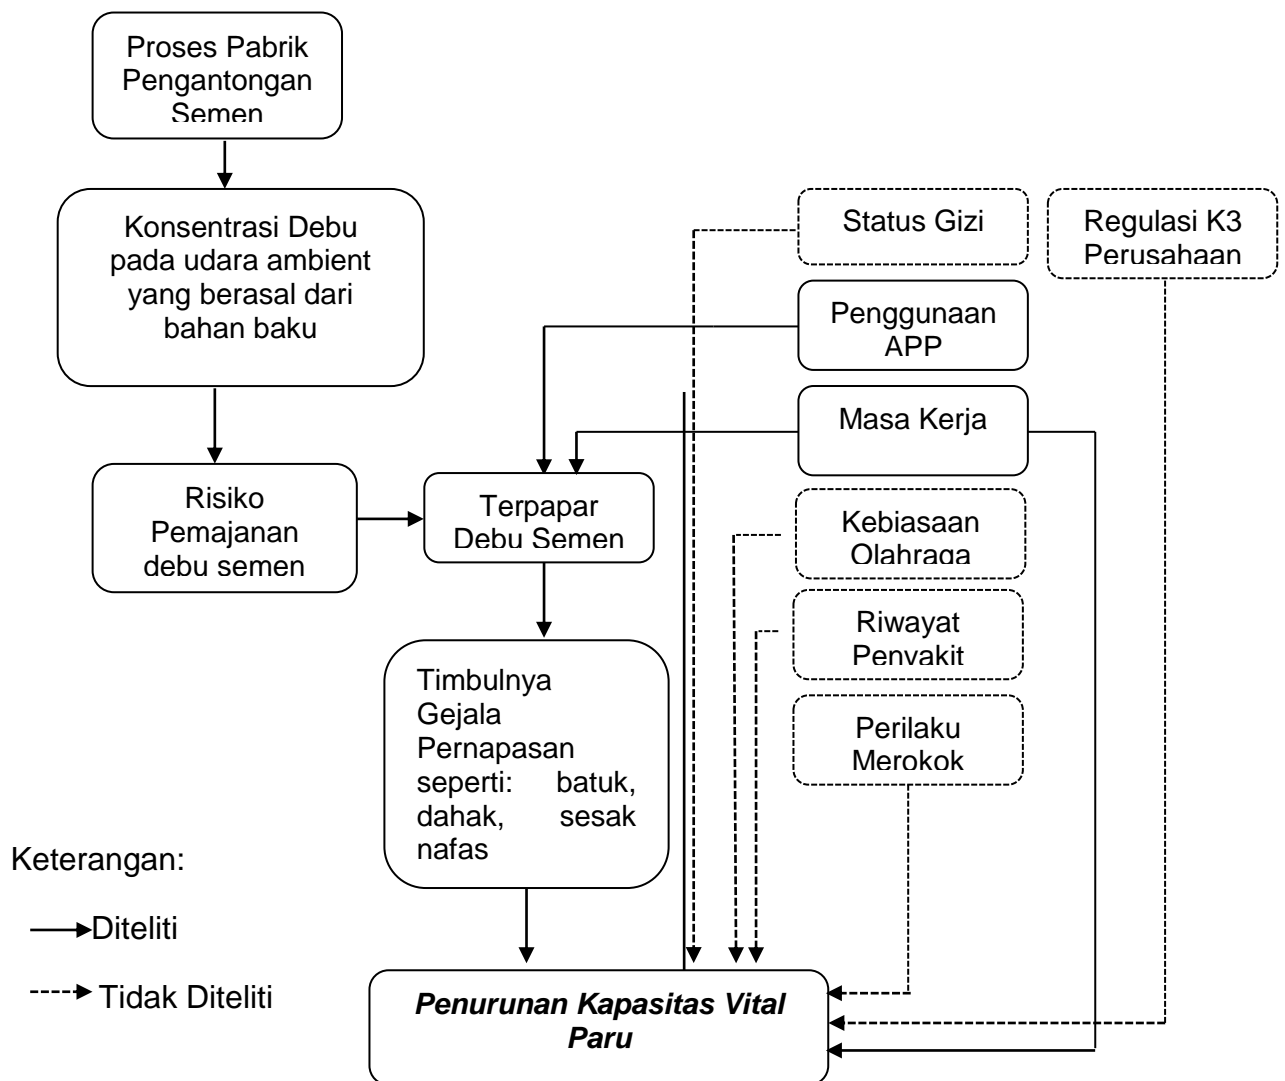 Proses Pabrik
Pengantongan
Semen
Konsentrasi Debu
pada udara ambient
yang berasal dari
bahan baku
Status Gizi
Regulasi K3
Perusahaan
Penggunaan
APP
Masa Kerja
Risiko
Pemajanan
debu semen
Terpapar
Debu Semen
Kebiasaan
Olahraga
Riwayat
Penyakit
Timbulnya
Gejala
Pernapasan
seperti: batuk,
dahak, sesak
nafas
Perilaku
Merokok
Keterangan:
Diteliti
Tidak Diteliti
Penurunan Kapasitas Vital
Paru